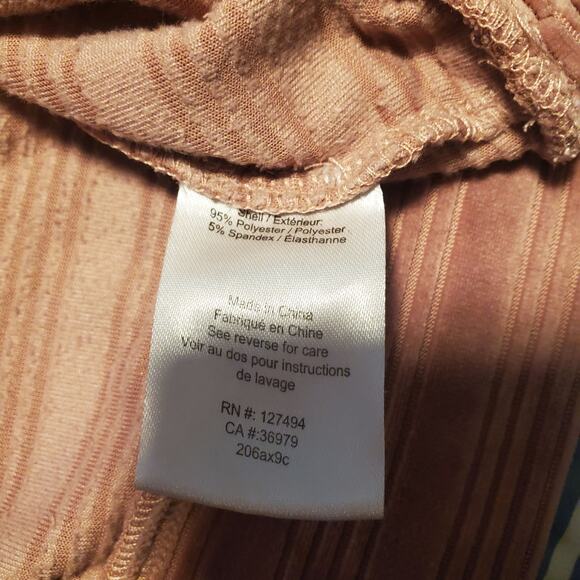 Shell / Extérieur:
95% Polyester / Polyester
5% Spandex / Élasthanne
Made in China
Fabriqué en Chine
See reverse for care
Voir au dos pour instructions
de lavage
RN #: 127494
CA #:36979
206ax9c